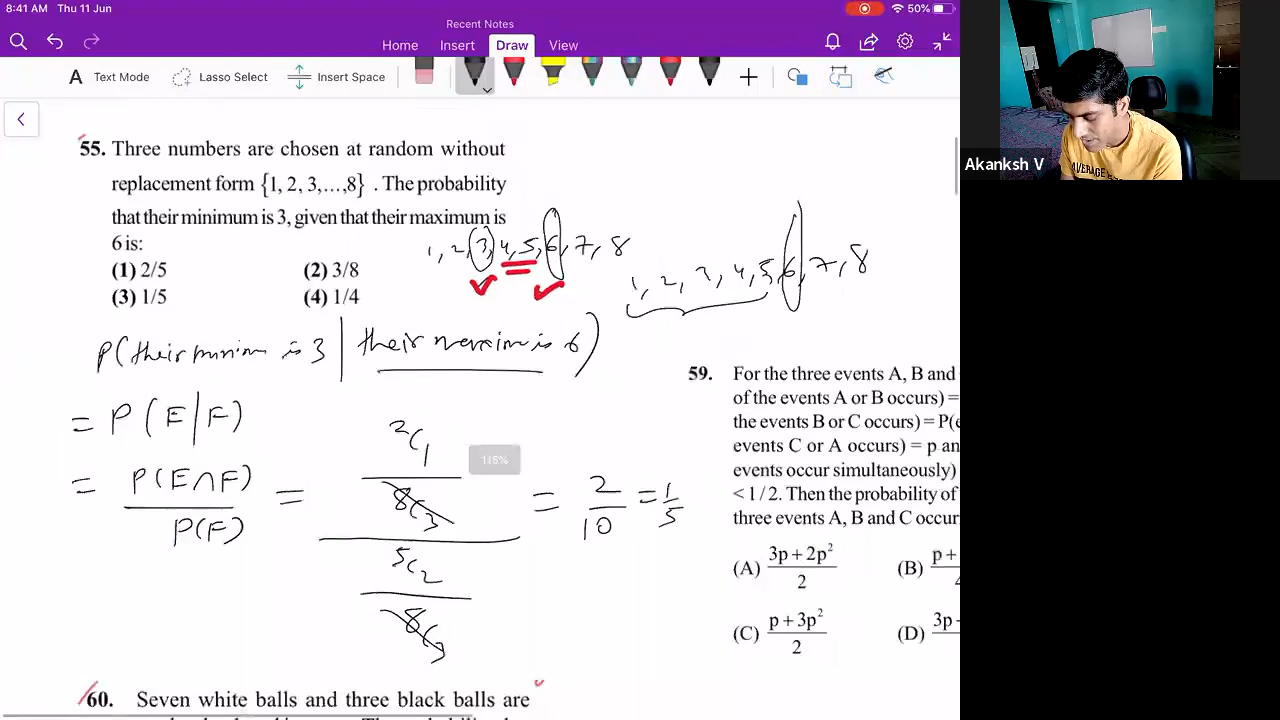 8:41 AM Thu 11 Jun
50%
Recent Notes
Home Insert Draw View
A Text Mode Lasso Select Insert Space
Akanksh V
55. Three numbers are chosen at random without
replacement form {1, 2, 3,...,8} . The probability
that their minimum is 3, given that their maximum is
6 is:
(1) 2/5 (2) 3/8
(3) 1/5 (4) 1/4
1, 2, 3, 4, 5, 6, 7, 8
1, 2, 3, 4, 5, 6, 7, 8
P(their minimum is 3 | their maximum is 6)
= P(E/F)
= P(E∩F) / P(F) = (²C₁ / ⁸C₃) / (⁵C₂ / ⁸C₃) = 2/10 = 1/5
115%
59. For the three events A, B and
of the events A or B occurs) =
the events B or C occurs) = P(e
events C or A occurs) = p an
events occur simultaneously)
< 1 / 2. Then the probability of
three events A, B and C occur
(A) 3p + 2p² / 2 (B) p +
(C) p + 3p² / 2 (D) 3p
60. Seven white balls and three black balls are